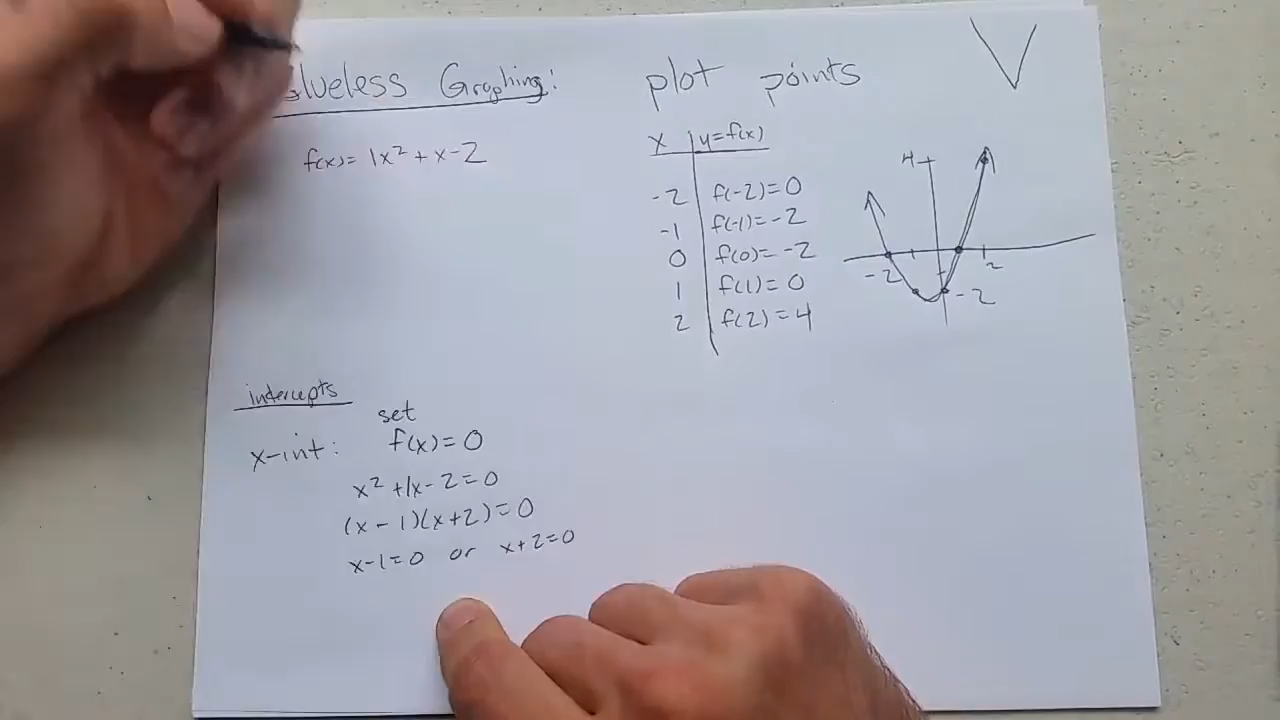 lueless Graphing:
f(x)= 1x² + x-2
intercepts
x-int: set f(x)=0
x² +1x-2=0
(x-1)(x+2)=0
x-1=0 or x+2=0
plot points
x y=f(x)
-2 f(-2)=0
-1 f(-1)=-2
0 f(0)=-2
1 f(1)=0
2 f(2)=4
4
-2 2
-2